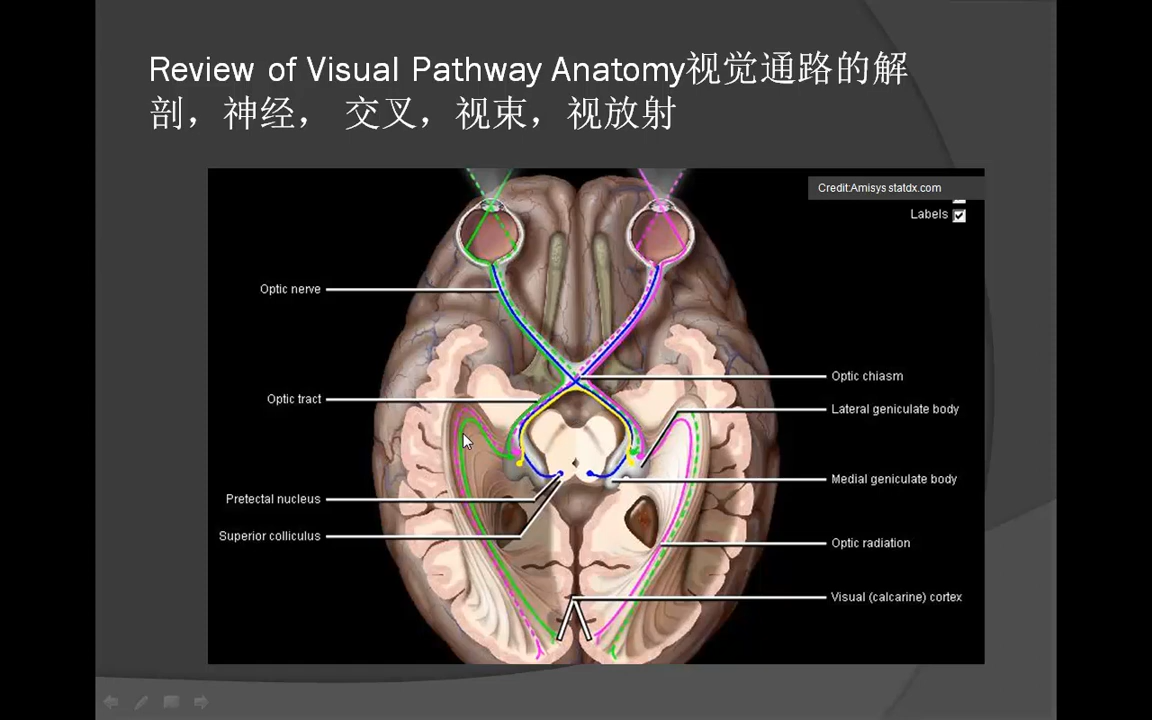 Review of Visual Pathway Anatomy视觉通路的解
剖，神经， 交叉，视束，视放射
Credit:Amisys statdx.com
Labels
Optic nerve
Optic chiasm
Optic tract
Lateral geniculate body
Medial geniculate body
Pretectal nucleus
Superior colliculus
Optic radiation
Visual (calcarine) cortex